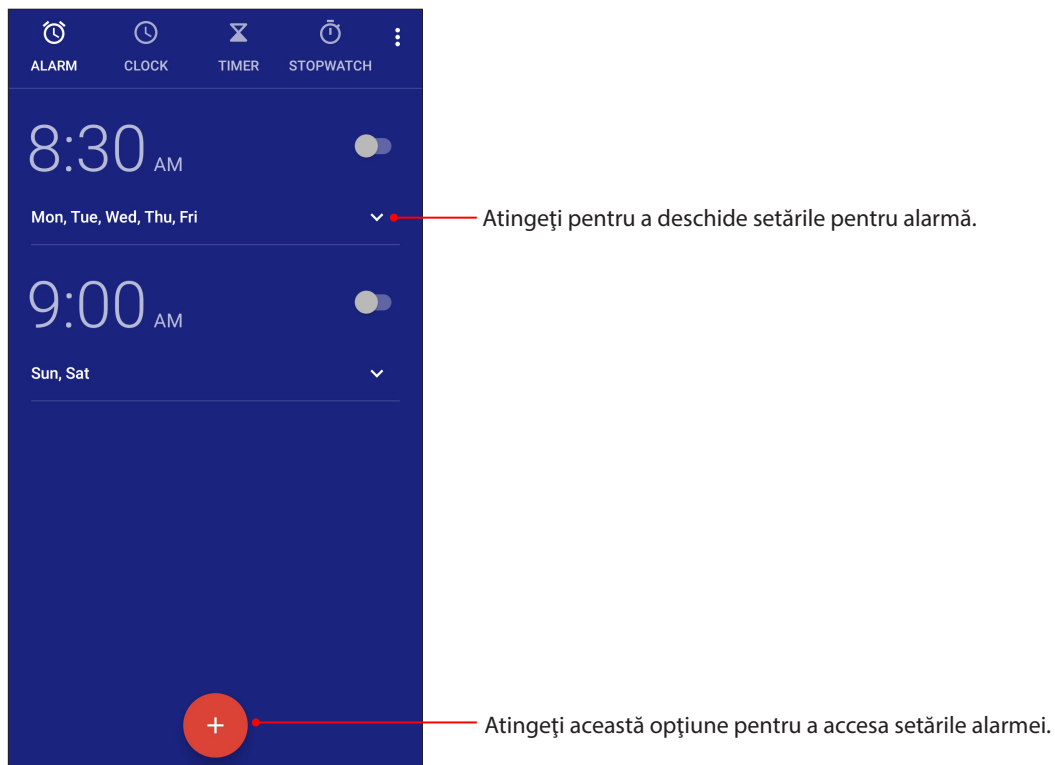 ALARM CLOCK TIMER STOPWATCH
8:30 AM
Mon, Tue, Wed, Thu, Fri
Atingeţi pentru a deschide setările pentru alarmă.
9:00 AM
Sun, Sat
Atingeţi această opţiune pentru a accesa setările alarmei.